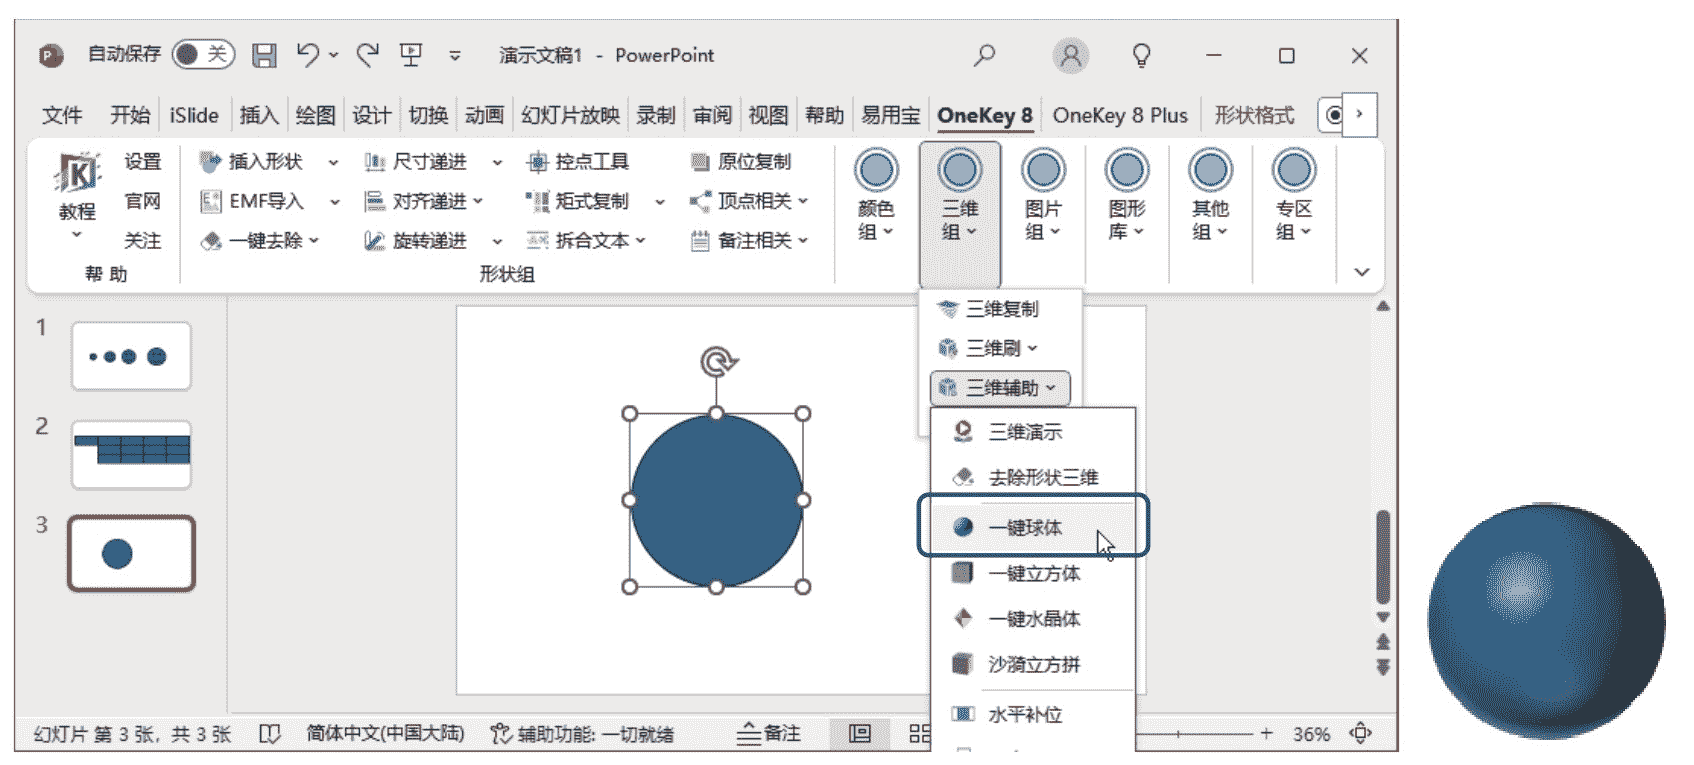 自动保存 关 演示文稿1 - PowerPoint
文件 开始 iSlide 插入 绘图 设计 切换 动画 幻灯片放映 录制 审阅 视图 帮助 易用宝 OneKey 8 OneKey 8 Plus 形状格式
教程
设置
官网
关注
帮 助
插入形状
EMF导入
一键去除
尺寸递进
对齐递进
旋转递进
控点工具
矩式复制
拆合文本
原位复制
顶点相关
备注相关
形状组
颜色组
三维组
图片组
图形库
其他组
专区组
三维复制
三维刷
三维辅助
三维演示
去除形状三维
一键球体
一键立方体
一键水晶体
沙漪立方拼
水平补位
1
2
3
幻灯片 第 3 张，共 3 张 简体中文(中国大陆) 辅助功能: 一切就绪 备注 36%